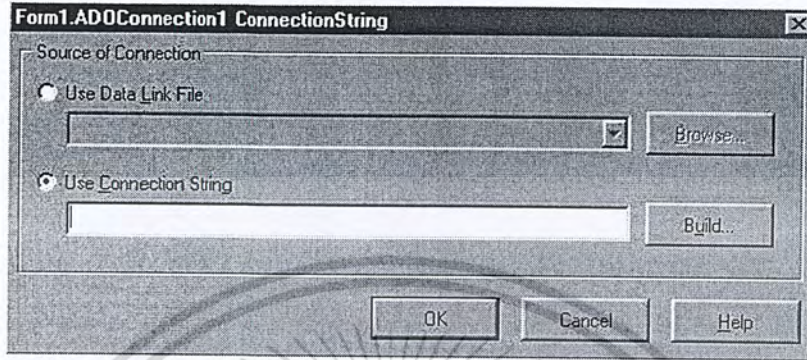 Form1.ADOConnection1 ConnectionString
Source of Connection
Use Data Link File
Browse...
Use Connection String
Build...
OK
Cancel
Help